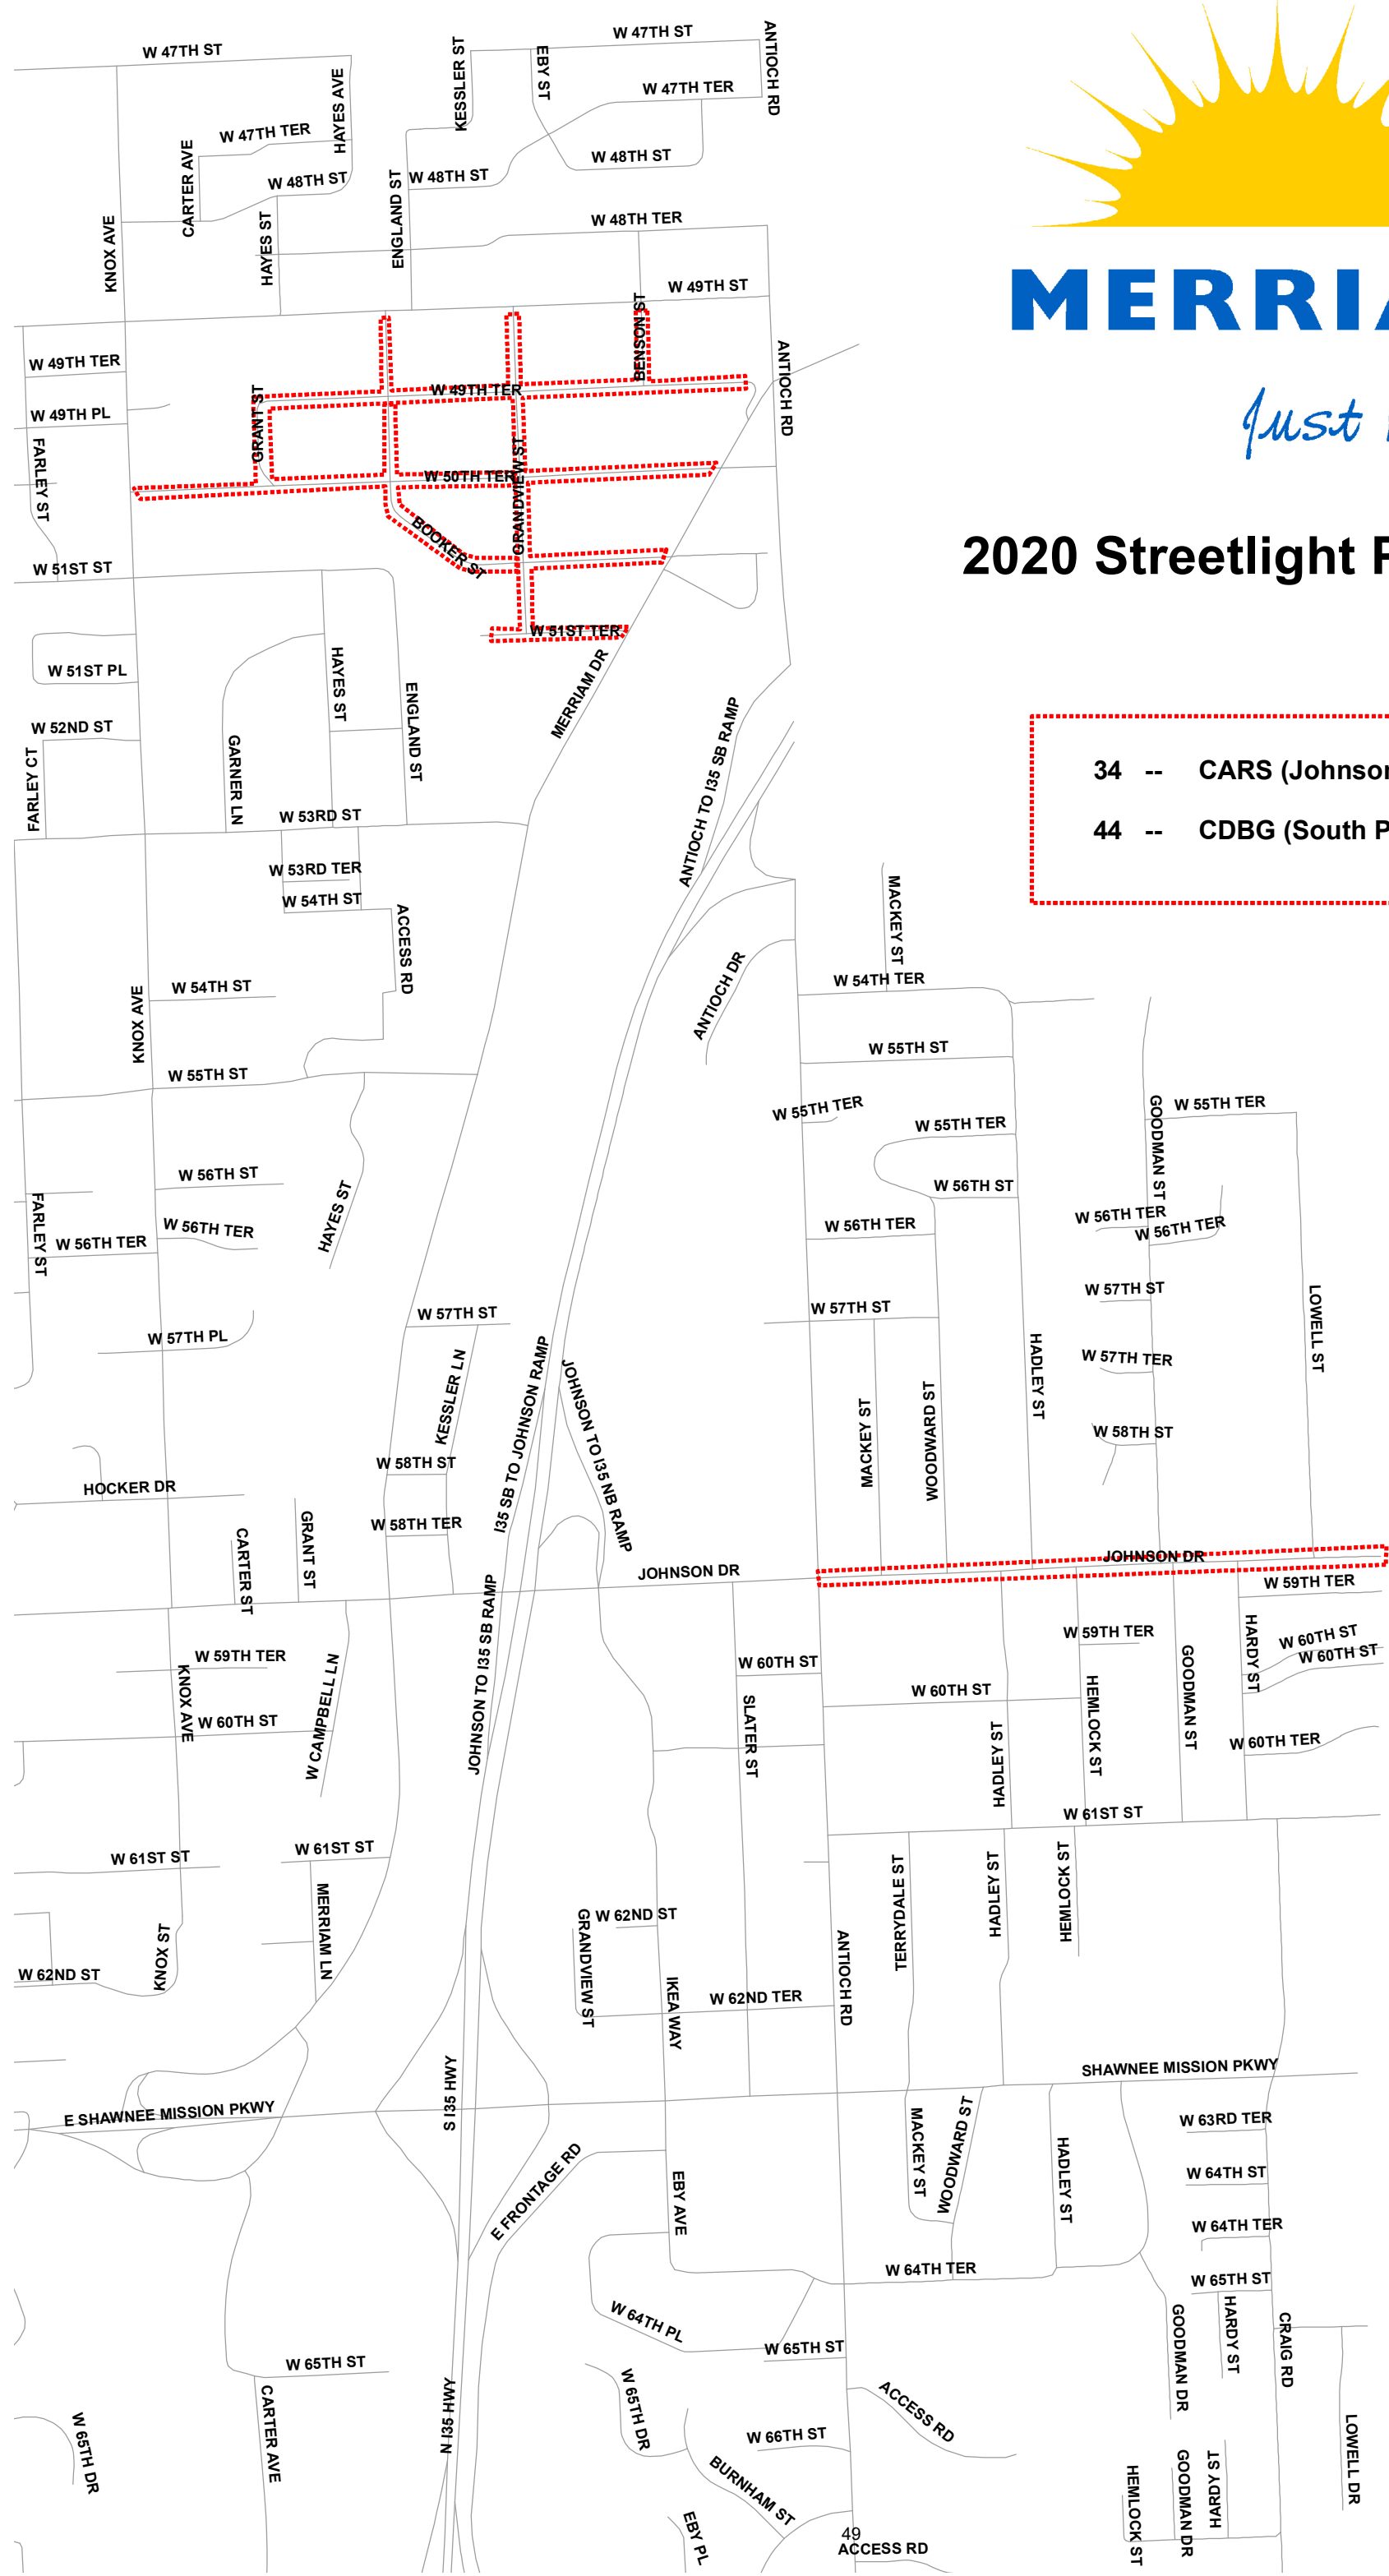 W 47TH ST
KESSLER ST
EBY ST
W 47TH ST
ANTIOCH RD
HAYES AVE
W 47TH TER
W 47TH TER
CARTER AVE
W 48TH ST
W 48TH ST
W 48TH ST
KNOX AVE
HAYES ST
ENGLAND ST
W 48TH TER
W 49TH ST
BENSON ST
MERRIA
W 49TH TER
ANTIOCH RD
W 49TH TER
GRANT ST
W 49TH PL
Just
FARLEY ST
W 50TH TER
GRANDVIEW ST
BOOKER ST
2020 Streetlight P
W 51ST ST
W 51ST TER
W 51ST PL
HAYES ST
MERRIAM DR
ENGLAND ST
W 52ND ST
FARLEY CT
GARNER LN
ANTIOCH TO I35 SB RAMP
34 -- CARS (Johnson
44 -- CDBG (South P
W 53RD ST
W 53RD TER
W 54TH ST
ACCESS RD
MACKEY ST
ANTIOCH DR
W 54TH ST
W 54TH TER
KNOX AVE
W 55TH ST
W 55TH ST
W 55TH TER
W 55TH TER
GOODMAN ST
W 55TH TER
W 56TH ST
W 56TH ST
FARLEY ST
HAYES ST
W 56TH TER
W 56TH TER
W 56TH TER
W 56TH TER
W 56TH TER
W 57TH ST
LOWELL ST
W 57TH ST
W 57TH ST
W 57TH PL
KESSLER LN
I35 SB TO JOHNSON RAMP
JOHNSON TO I35 NB RAMP
HADLEY ST
W 57TH TER
MACKEY ST
WOODWARD ST
W 58TH ST
W 58TH ST
HOCKER DR
W 58TH TER
CARTER ST
GRANT ST
JOHNSON DR
JOHNSON DR
W 59TH TER
JOHNSON TO I35 SB RAMP
W 59TH TER
W 59TH TER
HARDY ST
W 60TH ST
W 60TH ST
KNOX AVE
W CAMPBELL LN
W 60TH ST
SLATER ST
W 60TH ST
HEMLOCK ST
GOODMAN ST
W 60TH ST
HADLEY ST
W 60TH TER
W 61ST ST
W 61ST ST
W 61ST ST
MERRIAM LN
TERRYDALE ST
HADLEY ST
HEMLOCK ST
GRANDVIEW ST
W 62ND ST
KNOX ST
ANTIOCH RD
W 62ND ST
IKEA WAY
W 62ND TER
S I35 HWY
SHAWNEE MISSION PKWY
E SHAWNEE MISSION PKWY
MACKEY ST
WOODWARD ST
HADLEY ST
W 63RD TER
E FRONTAGE RD
EBY AVE
W 64TH ST
W 64TH TER
W 64TH TER
W 65TH ST
W 64TH PL
GOODMAN DR
HARDY ST
CRAIG RD
W 65TH ST
W 65TH ST
CARTER AVE
W 65TH DR
ACCESS RD
W 65TH DR
N I35 HWY
W 66TH ST
LOWELL DR
BURNHAM ST
HEMLOCK ST
GOODMAN DR
HARDY ST
EBY PL
49
ACCESS RD